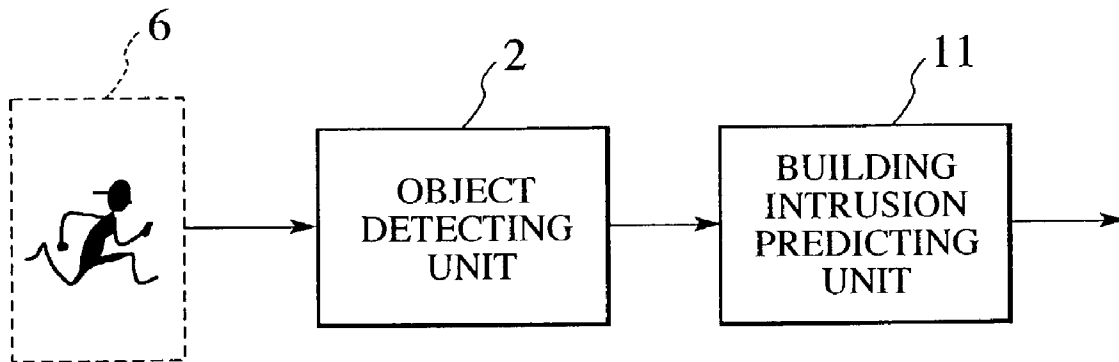 6
2
11
OBJECT
DETECTING
UNIT
BUILDING
INTRUSION
PREDICTING
UNIT